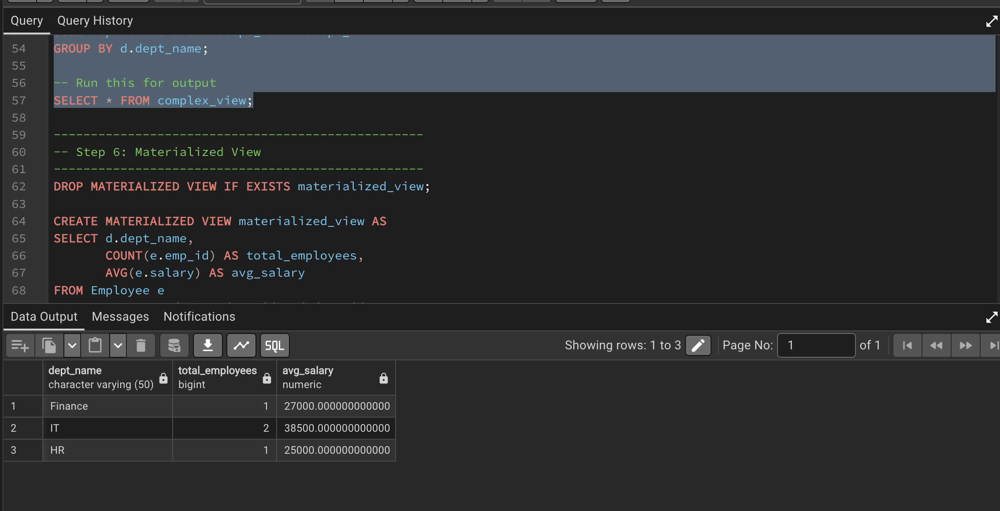 Query Query History
54 GROUP BY d.dept_name;
55
56 -- Run this for output
57 SELECT * FROM complex_view;
58
59 --------------------------------------------------
60 -- Step 6: Materialized View
61 --------------------------------------------------
62 DROP MATERIALIZED VIEW IF EXISTS materialized_view;
63
64 CREATE MATERIALIZED VIEW materialized_view AS
65 SELECT d.dept_name,
66        COUNT(e.emp_id) AS total_employees,
67        AVG(e.salary) AS avg_salary
68 FROM Employee e
Data Output Messages Notifications
SQL Showing rows: 1 to 3 Page No: 1 of 1
dept_name total_employees avg_salary
character varying (50) bigint numeric
1 Finance 1 27000.000000000000
2 IT 2 38500.000000000000
3 HR 1 25000.000000000000